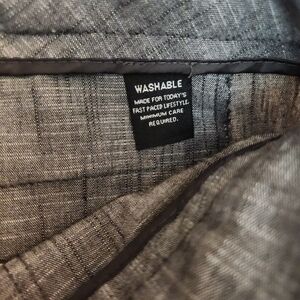 WASHABLE
MADE FOR TODAY'S
FAST PACED LIFESTYLE.
MINIMUM CARE
REQUIRED.